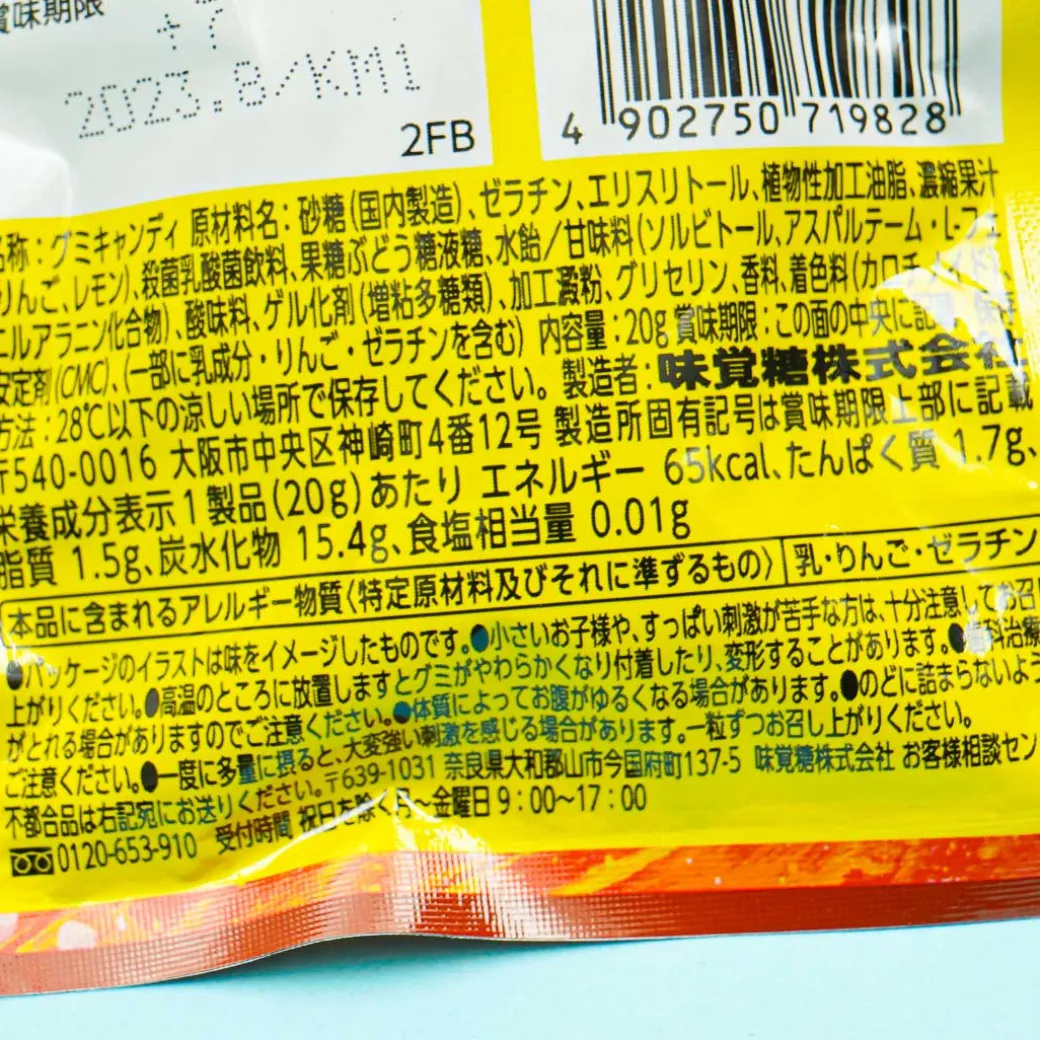 賞味期限
+7
2023.8/KM1
2FB
4 902750 719828
名称：グミキャンディ 原材料名：砂糖(国内製造)、ゼラチン、エリスリトール、植物性加工油脂、濃縮果汁
りんご、レモン)、殺菌乳酸菌飲料、果糖ぶどう糖液糖、水飴／甘味料(ソルビトール、アスパルテーム・L-フェ
ニルアラニン化合物)、酸味料、ゲル化剤(増粘多糖類)、加工澱粉、グリセリン、香料、着色料(カロチノイド)、
安定剤(CMC)、(一部に乳成分・りんご・ゼラチンを含む) 内容量：20g 賞味期限：この面の中央に記載 保存
方法：28℃以下の涼しい場所で保存してください。 製造者：味覚糖株式会社
〒540-0016 大阪市中央区神崎町4番12号 製造所固有記号は賞味期限上部に記載
栄養成分表示1製品(20g)あたり エネルギー 65kcal、たんぱく質 1.7g、
脂質 1.5g、炭水化物 15.4g、食塩相当量 0.01g
本品に含まれるアレルギー物質〈特定原材料及びそれに準ずるもの〉 乳・りんご・ゼラチン
●パッケージのイラストは味をイメージしたものです。●小さいお子様や、すっぱい刺激が苦手な方は、十分注意してお召し
上がりください。●高温のところに放置しますとグミがやわらかくなり付着したり、変形することがあります。●歯科治療
がとれる場合がありますのでご注意ください。●体質によってお腹がゆるくなる場合があります。●のどに詰まらないよう
ご注意ください。●一度に多量に摂ると、大変強い刺激を感じる場合があります。一粒ずつお召し上がりください。
不都合品は右記宛にお送りください。〒639-1031 奈良県大和郡山市今国府町137-5 味覚糖株式会社 お客様相談セン
0120-653-910 受付時間 祝日を除く月～金曜日 9：00～17：00